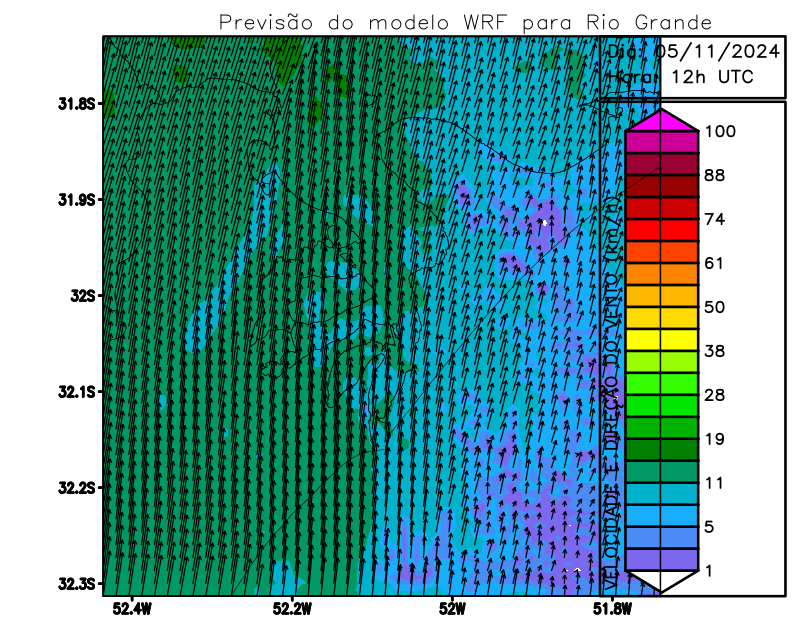 Previsão do modelo WRF para Rio Grande
Dia: 05/11/2024
Hora: 12h UTC
31.8S
31.9S
32S
32.1S
32.2S
32.3S
52.4W
52.2W
52W
51.8W
VELOCIDADE E DIREÇÃO DO VENTO (km/h)
100
88
74
61
50
38
28
19
11
5
1